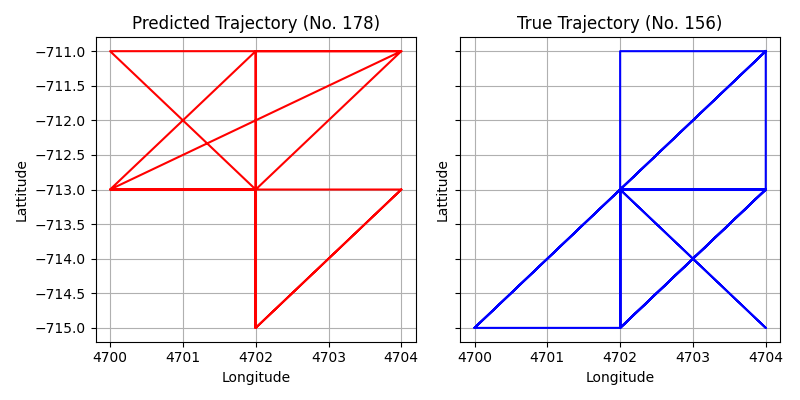 Predicted Trajectory (No. 178)
True Trajectory (No. 156)
−711.0
−711.5
−712.0
−712.5
−713.0
−713.5
−714.0
−714.5
−715.0
Lattitude
Lattitude
4700 4701 4702 4703 4704
4700 4701 4702 4703 4704
Longitude
Longitude